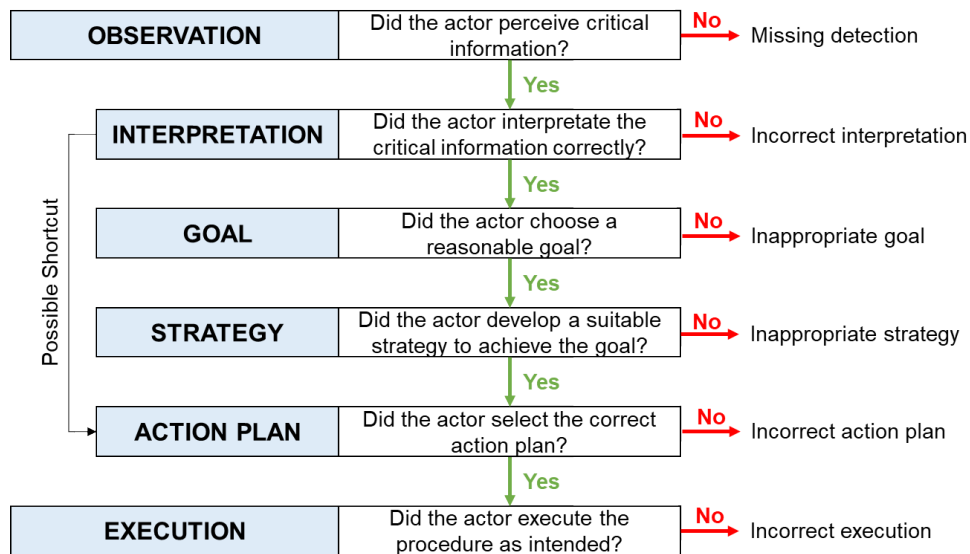 OBSERVATION
Did the actor perceive critical
information?
No
Missing detection
Yes
INTERPRETATION
Did the actor interpretate the
critical information correctly?
No
Incorrect interpretation
Yes
Possible Shortcut
GOAL
Did the actor choose a
reasonable goal?
No
Inappropriate goal
Yes
STRATEGY
Did the actor develop a suitable
strategy to achieve the goal?
No
Inappropriate strategy
Yes
ACTION PLAN
Did the actor select the correct
action plan?
No
Incorrect action plan
Yes
EXECUTION
Did the actor execute the
procedure as intended?
No
Incorrect execution